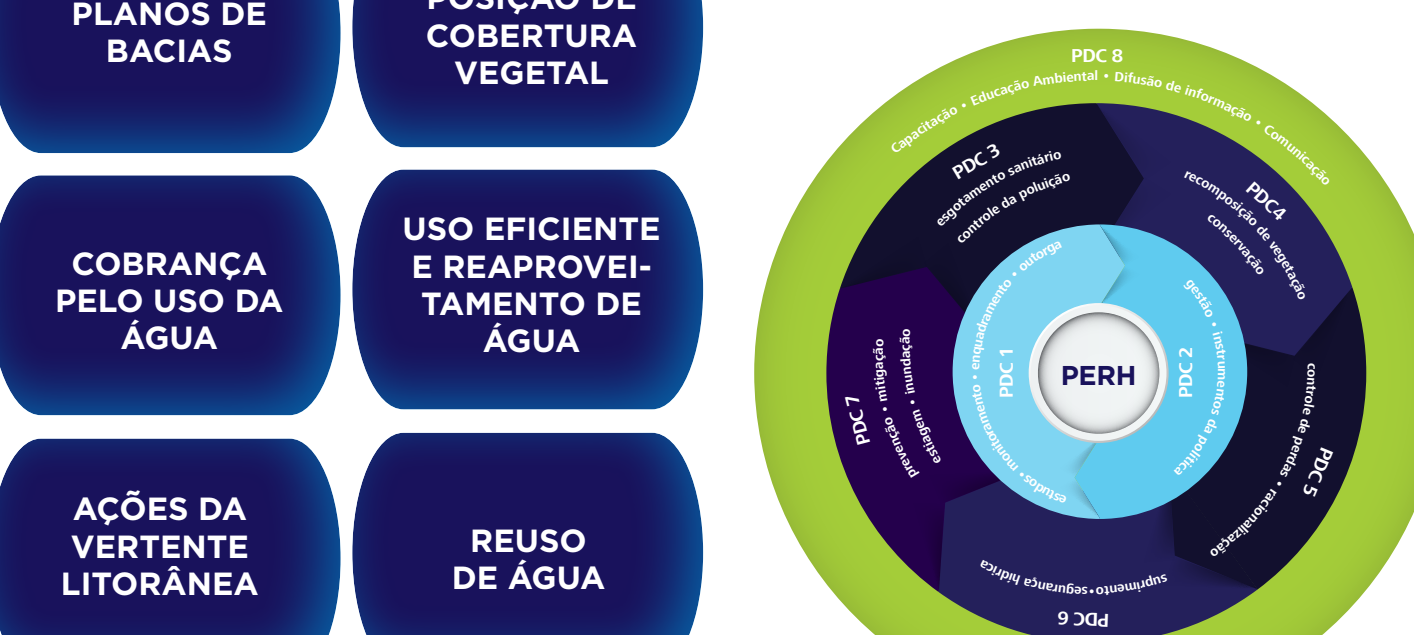 PLANOS DE
BACIAS
POSIÇÃO DE
COBERTURA
VEGETAL
COBRANÇA
PELO USO DA
ÁGUA
USO EFICIENTE
E REAPROVEI-
TAMENTO DE
ÁGUA
AÇÕES DA
VERTENTE
LITORÂNEA
REUSO
DE ÁGUA
PDC 8
Capacitação • Educação Ambiental • Difusão de informação • Comunicação
PDC 3
esgotamento sanitário
controle da poluição
PDC4
recomposição de vegetação
conservação
PDC 1
estudos • monitoramento • enquadramento • outorga
PERH
PDC 2
gestão • instrumentos da política
PDC 7
prevenção • mitigação
estiagem • inundação
PDC 5
controle de perdas • racionalização
PDC 6
suprimento • segurança hídrica